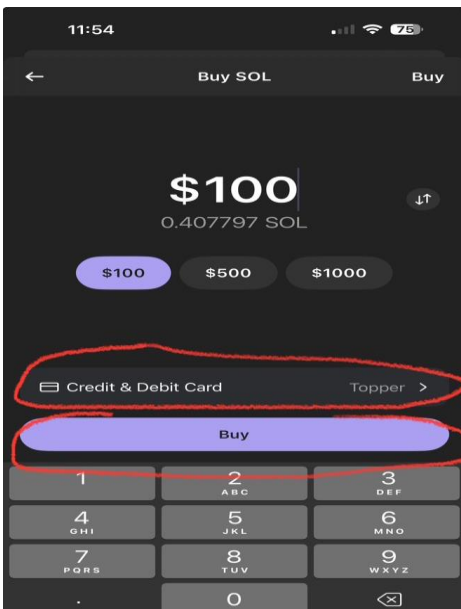 11:54 75
Buy SOL Buy
$100
0.407797 SOL
$100 $500 $1000
Credit & Debit Card Topper >
Buy
1 2 3
ABC DEF
4 5 6
GHI JKL MNO
7 8 9
PQRS TUV WXYZ
. 0